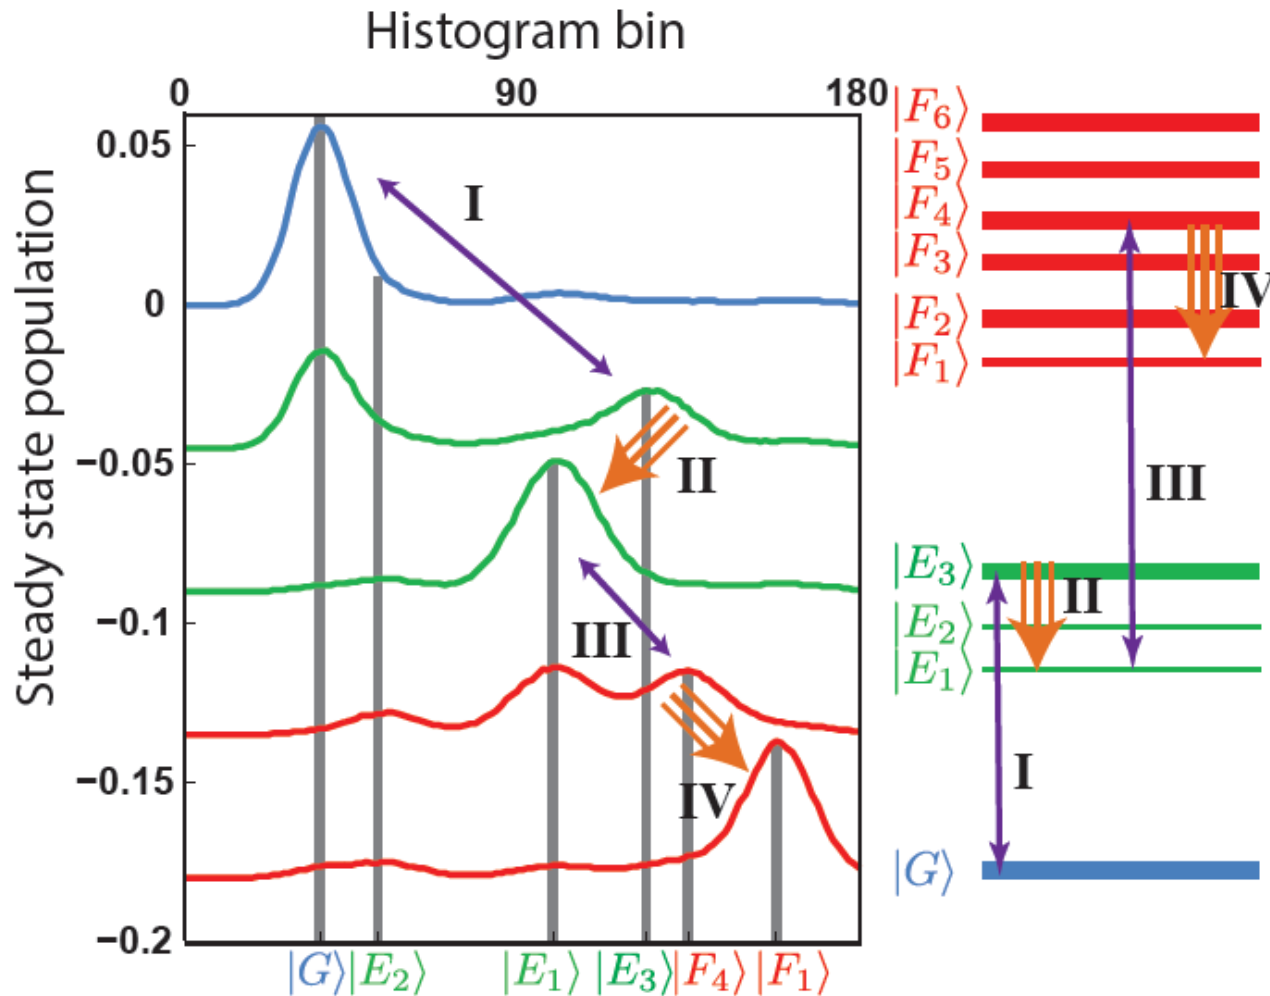 Histogram bin
0 90 180
Steady state population
0.05
0
−0.05
−0.1
−0.15
−0.2
I
II
III
IV
|G⟩ |E₂⟩ |E₁⟩ |E₃⟩ |F₄⟩ |F₁⟩
|F₆⟩
|F₅⟩
|F₄⟩
|F₃⟩
IV
|F₂⟩
|F₁⟩
III
|E₃⟩
II
|E₂⟩
|E₁⟩
I
|G⟩